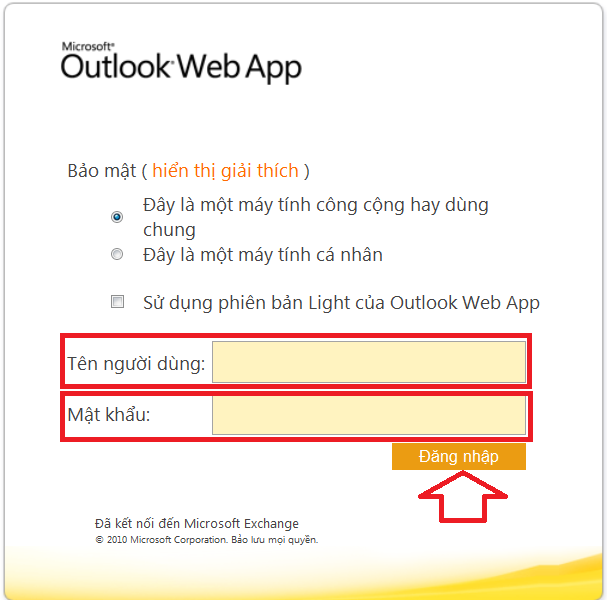 Microsoft®
Outlook® Web App
Bảo mật ( hiển thị giải thích )
Đây là một máy tính công cộng hay dùng
chung
Đây là một máy tính cá nhân
Sử dụng phiên bản Light của Outlook Web App
Tên người dùng:
Mật khẩu:
Đăng nhập
Đã kết nối đến Microsoft Exchange
© 2010 Microsoft Corporation. Bảo lưu mọi quyền.